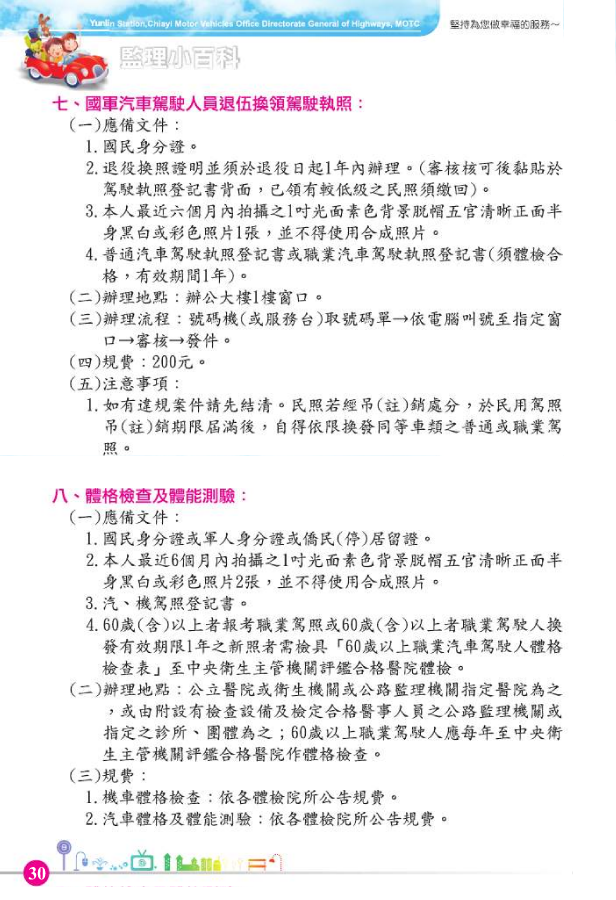 Yunlin Station,Chiayi Motor Vehicles Office Directorate General of Highways, MOTC
堅持為您做幸福的服務～
監理小百科
七、國軍汽車駕駛人員退伍換領駕駛執照：
(一)應備文件：
1.國民身分證。
2.退役換照證明並須於退役日起1年內辦理。(審核核可後黏貼於
駕駛執照登記書背面，已領有較低級之民照須繳回)。
3.本人最近六個月內拍攝之1吋光面素色背景脫帽五官清晰正面半
身黑白或彩色照片1張，並不得使用合成照片。
4.普通汽車駕駛執照登記書或職業汽車駕駛執照登記書(須體檢合
格，有效期間1年)。
(二)辦理地點：辦公大樓1樓窗口。
(三)辦理流程：號碼機(或服務台)取號碼單→依電腦叫號至指定窗
口→審核→發件。
(四)規費：200元。
(五)注意事項：
1.如有違規案件請先結清。民照若經吊(註)銷處分，於民用駕照
吊(註)銷期限屆滿後，自得依限換發同等車類之普通或職業駕
照。
八、體格檢查及體能測驗：
(一)應備文件：
1.國民身分證或軍人身分證或僑民(停)居留證。
2.本人最近6個月內拍攝之1吋光面素色背景脫帽五官清晰正面半
身黑白或彩色照片2張，並不得使用合成照片。
3.汽、機駕照登記書。
4.60歲(含)以上者報考職業駕照或60歲(含)以上者職業駕駛人換
發有效期限1年之新照者需檢具「60歲以上職業汽車駕駛人體格
檢查表」至中央衛生主管機關評鑑合格醫院體檢。
(二)辦理地點：公立醫院或衛生機關或公路監理機關指定醫院為之
，或由附設有檢查設備及檢定合格醫事人員之公路監理機關或
指定之診所、團體為之；60歲以上職業駕駛人應每年至中央衛
生主管機關評鑑合格醫院作體格檢查。
(三)規費：
1.機車體格檢查：依各體檢院所公告規費。
2.汽車體格及體能測驗：依各體檢院所公告規費。
30